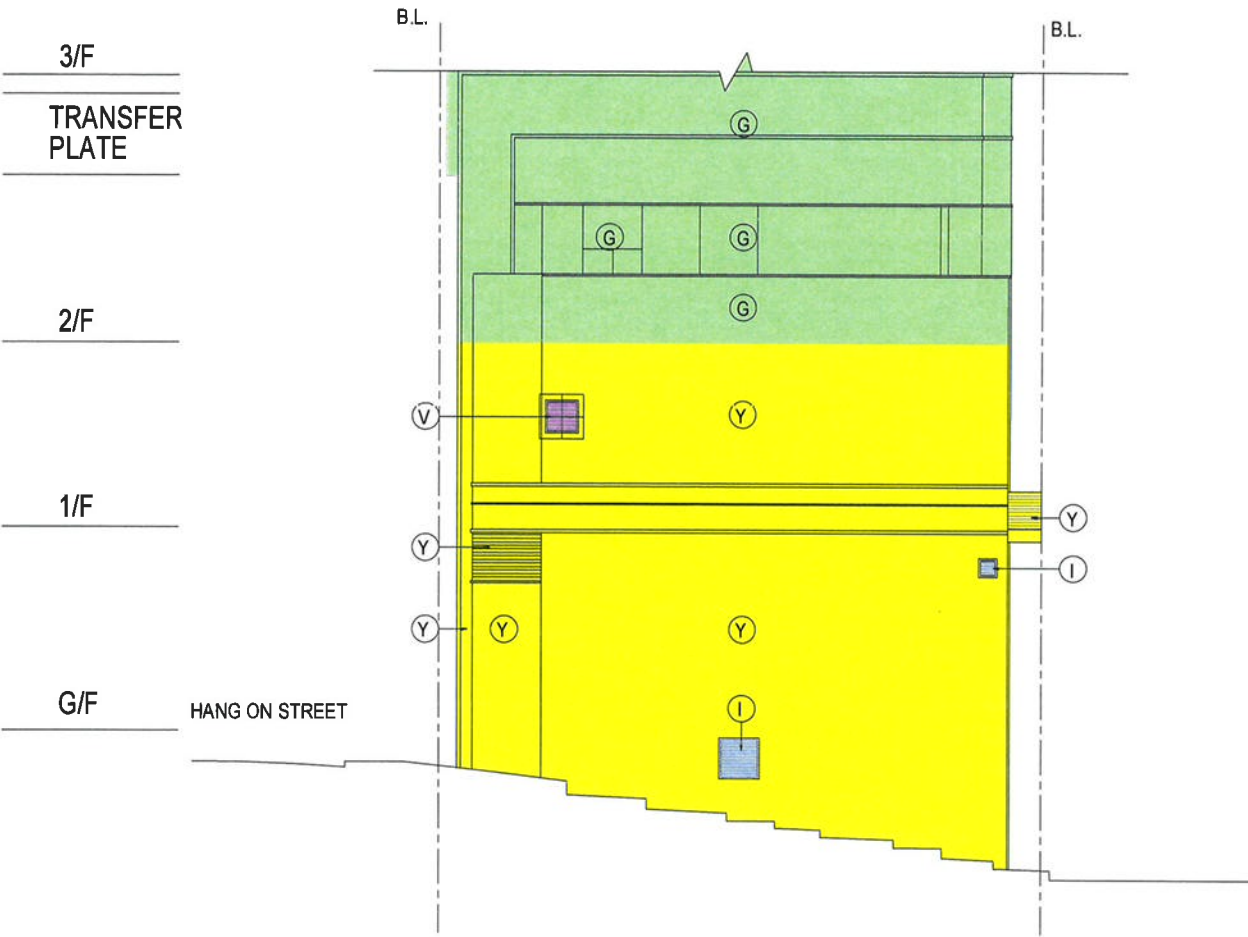 B.L.
B.L.
3/F
TRANSFER
PLATE
G
G
G
G
2/F
V
Y
1/F
Y
Y
I
Y
Y
Y
I
G/F
HANG ON STREET